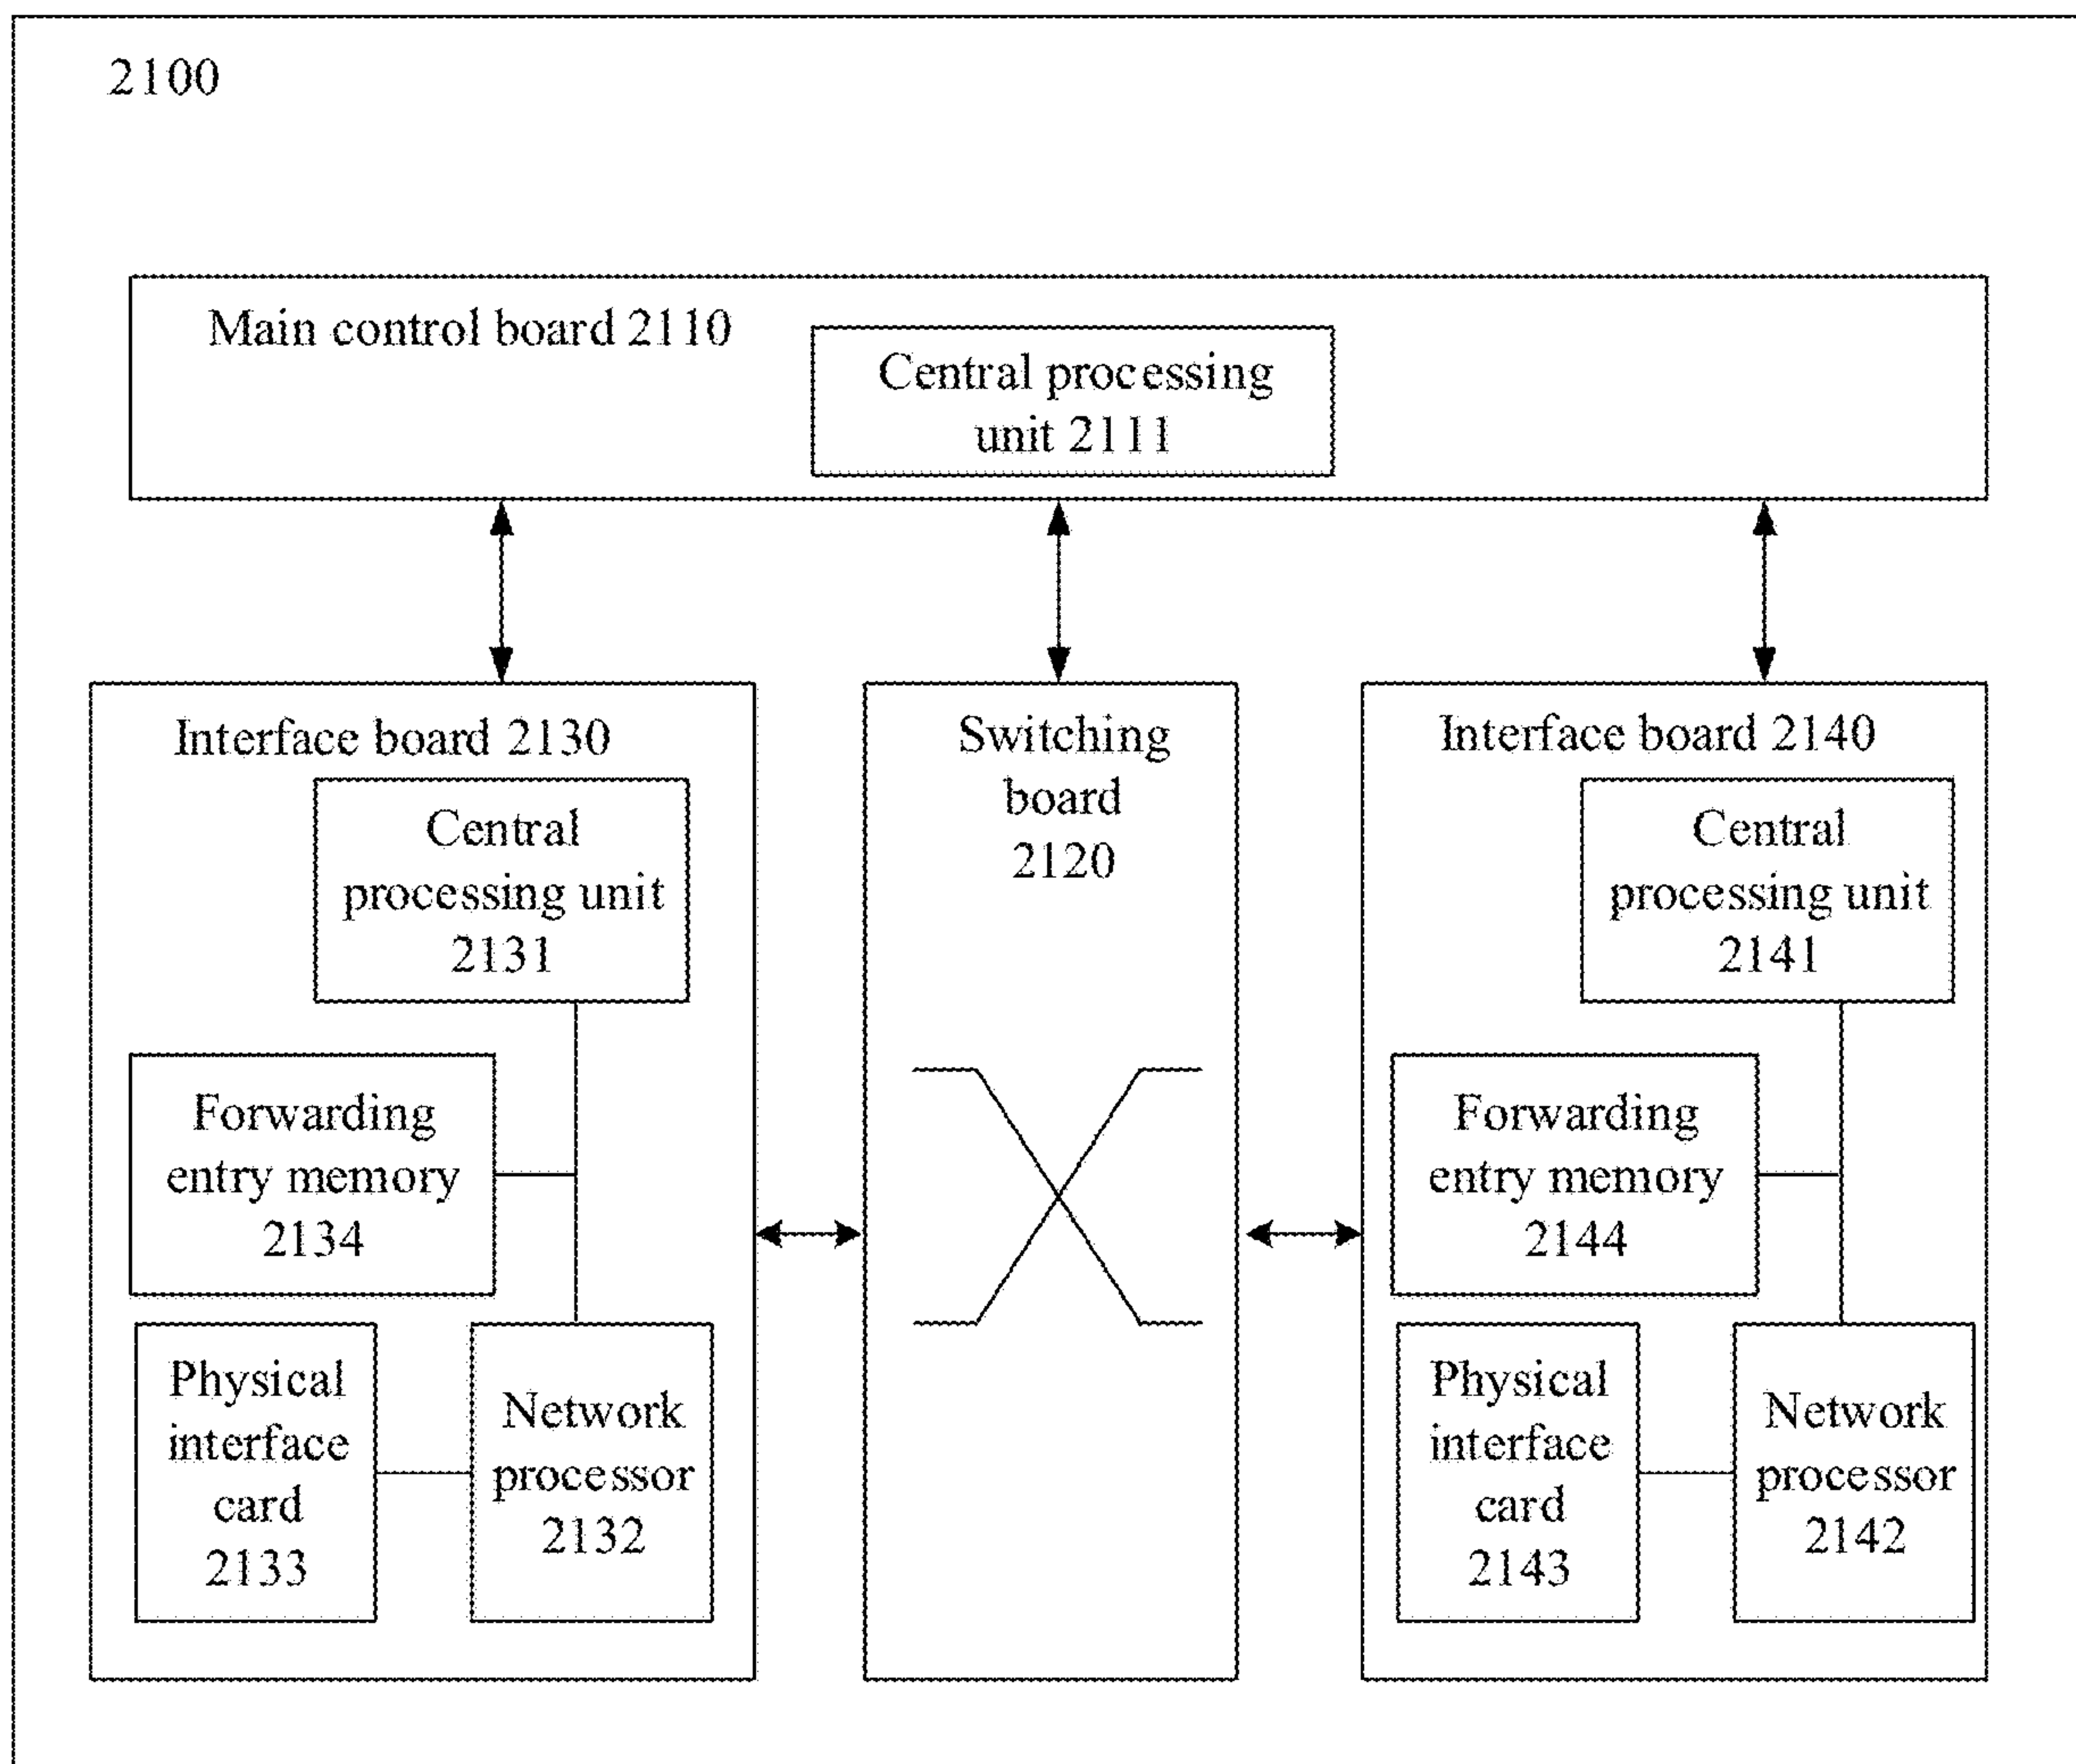 2100
Main control board 2110
Central processing
unit 2111
Interface board 2130
Central
processing unit
2131
Forwarding
entry memory
2134
Physical
interface
card
2133
Network
processor
2132
Switching
board
2120
Interface board 2140
Central
processing unit
2141
Forwarding
entry memory
2144
Physical
interface
card
2143
Network
processor
2142